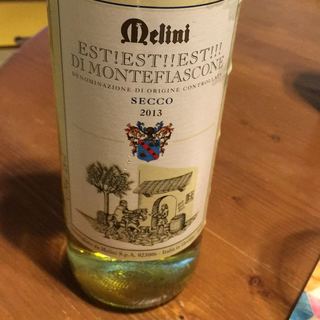 Melini
EST!EST!!EST!!!
DI MONTEFIASCONE
DENOMINAZIONE DI ORIGINE CONTROLLATA
SECCO
2013
S.p.A.